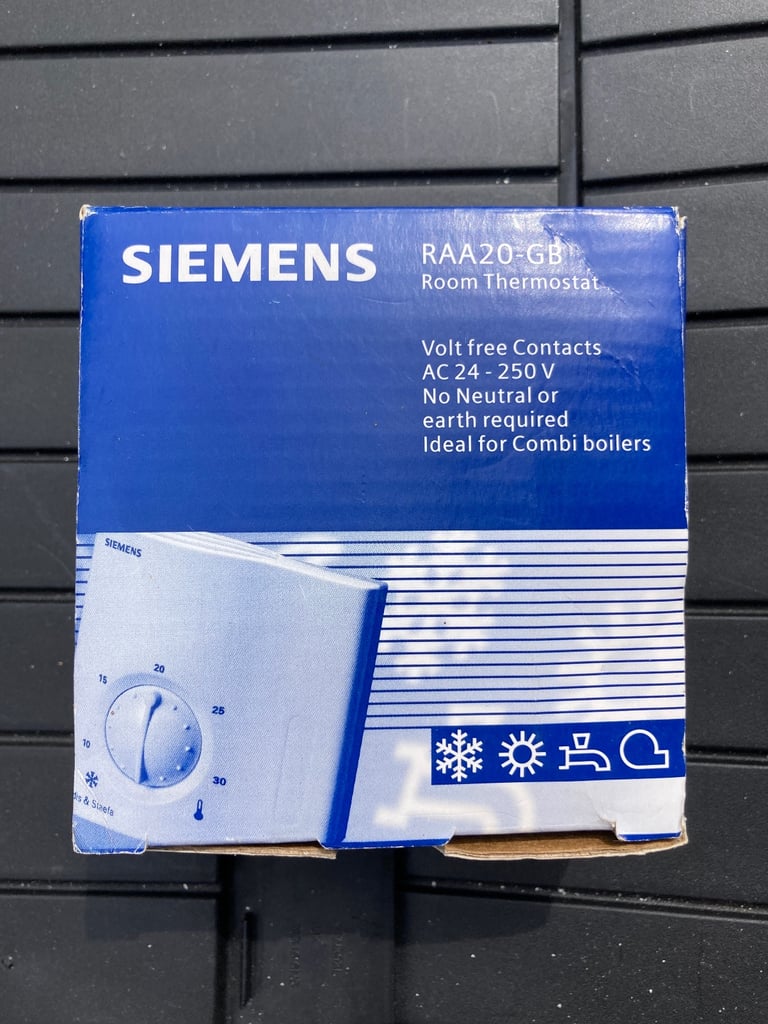 SIEMENS
RAA20-GB
Room Thermostat
Volt free Contacts
AC 24 - 250 V
No Neutral or
earth required
Ideal for Combi boilers
SIEMENS
20
15
25
10
30
& Staefa